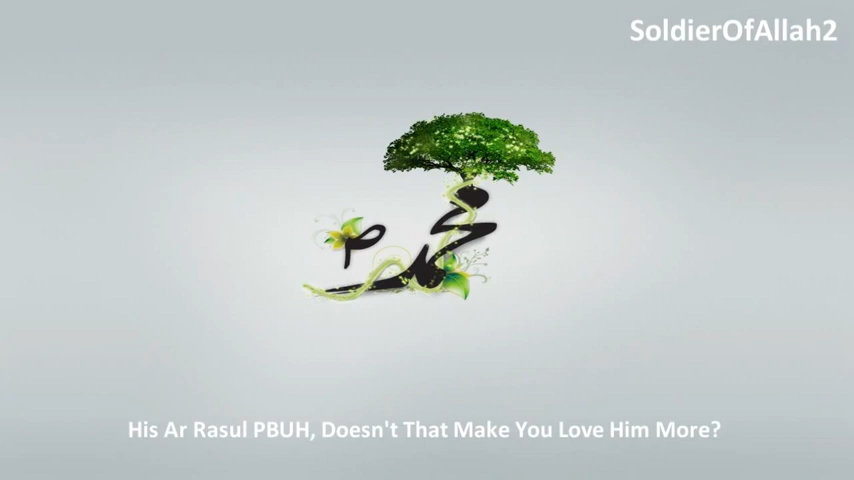 SoldierOfAllah2
محمد ص
His Ar Rasul PBUH, Doesn't That Make You Love Him More?